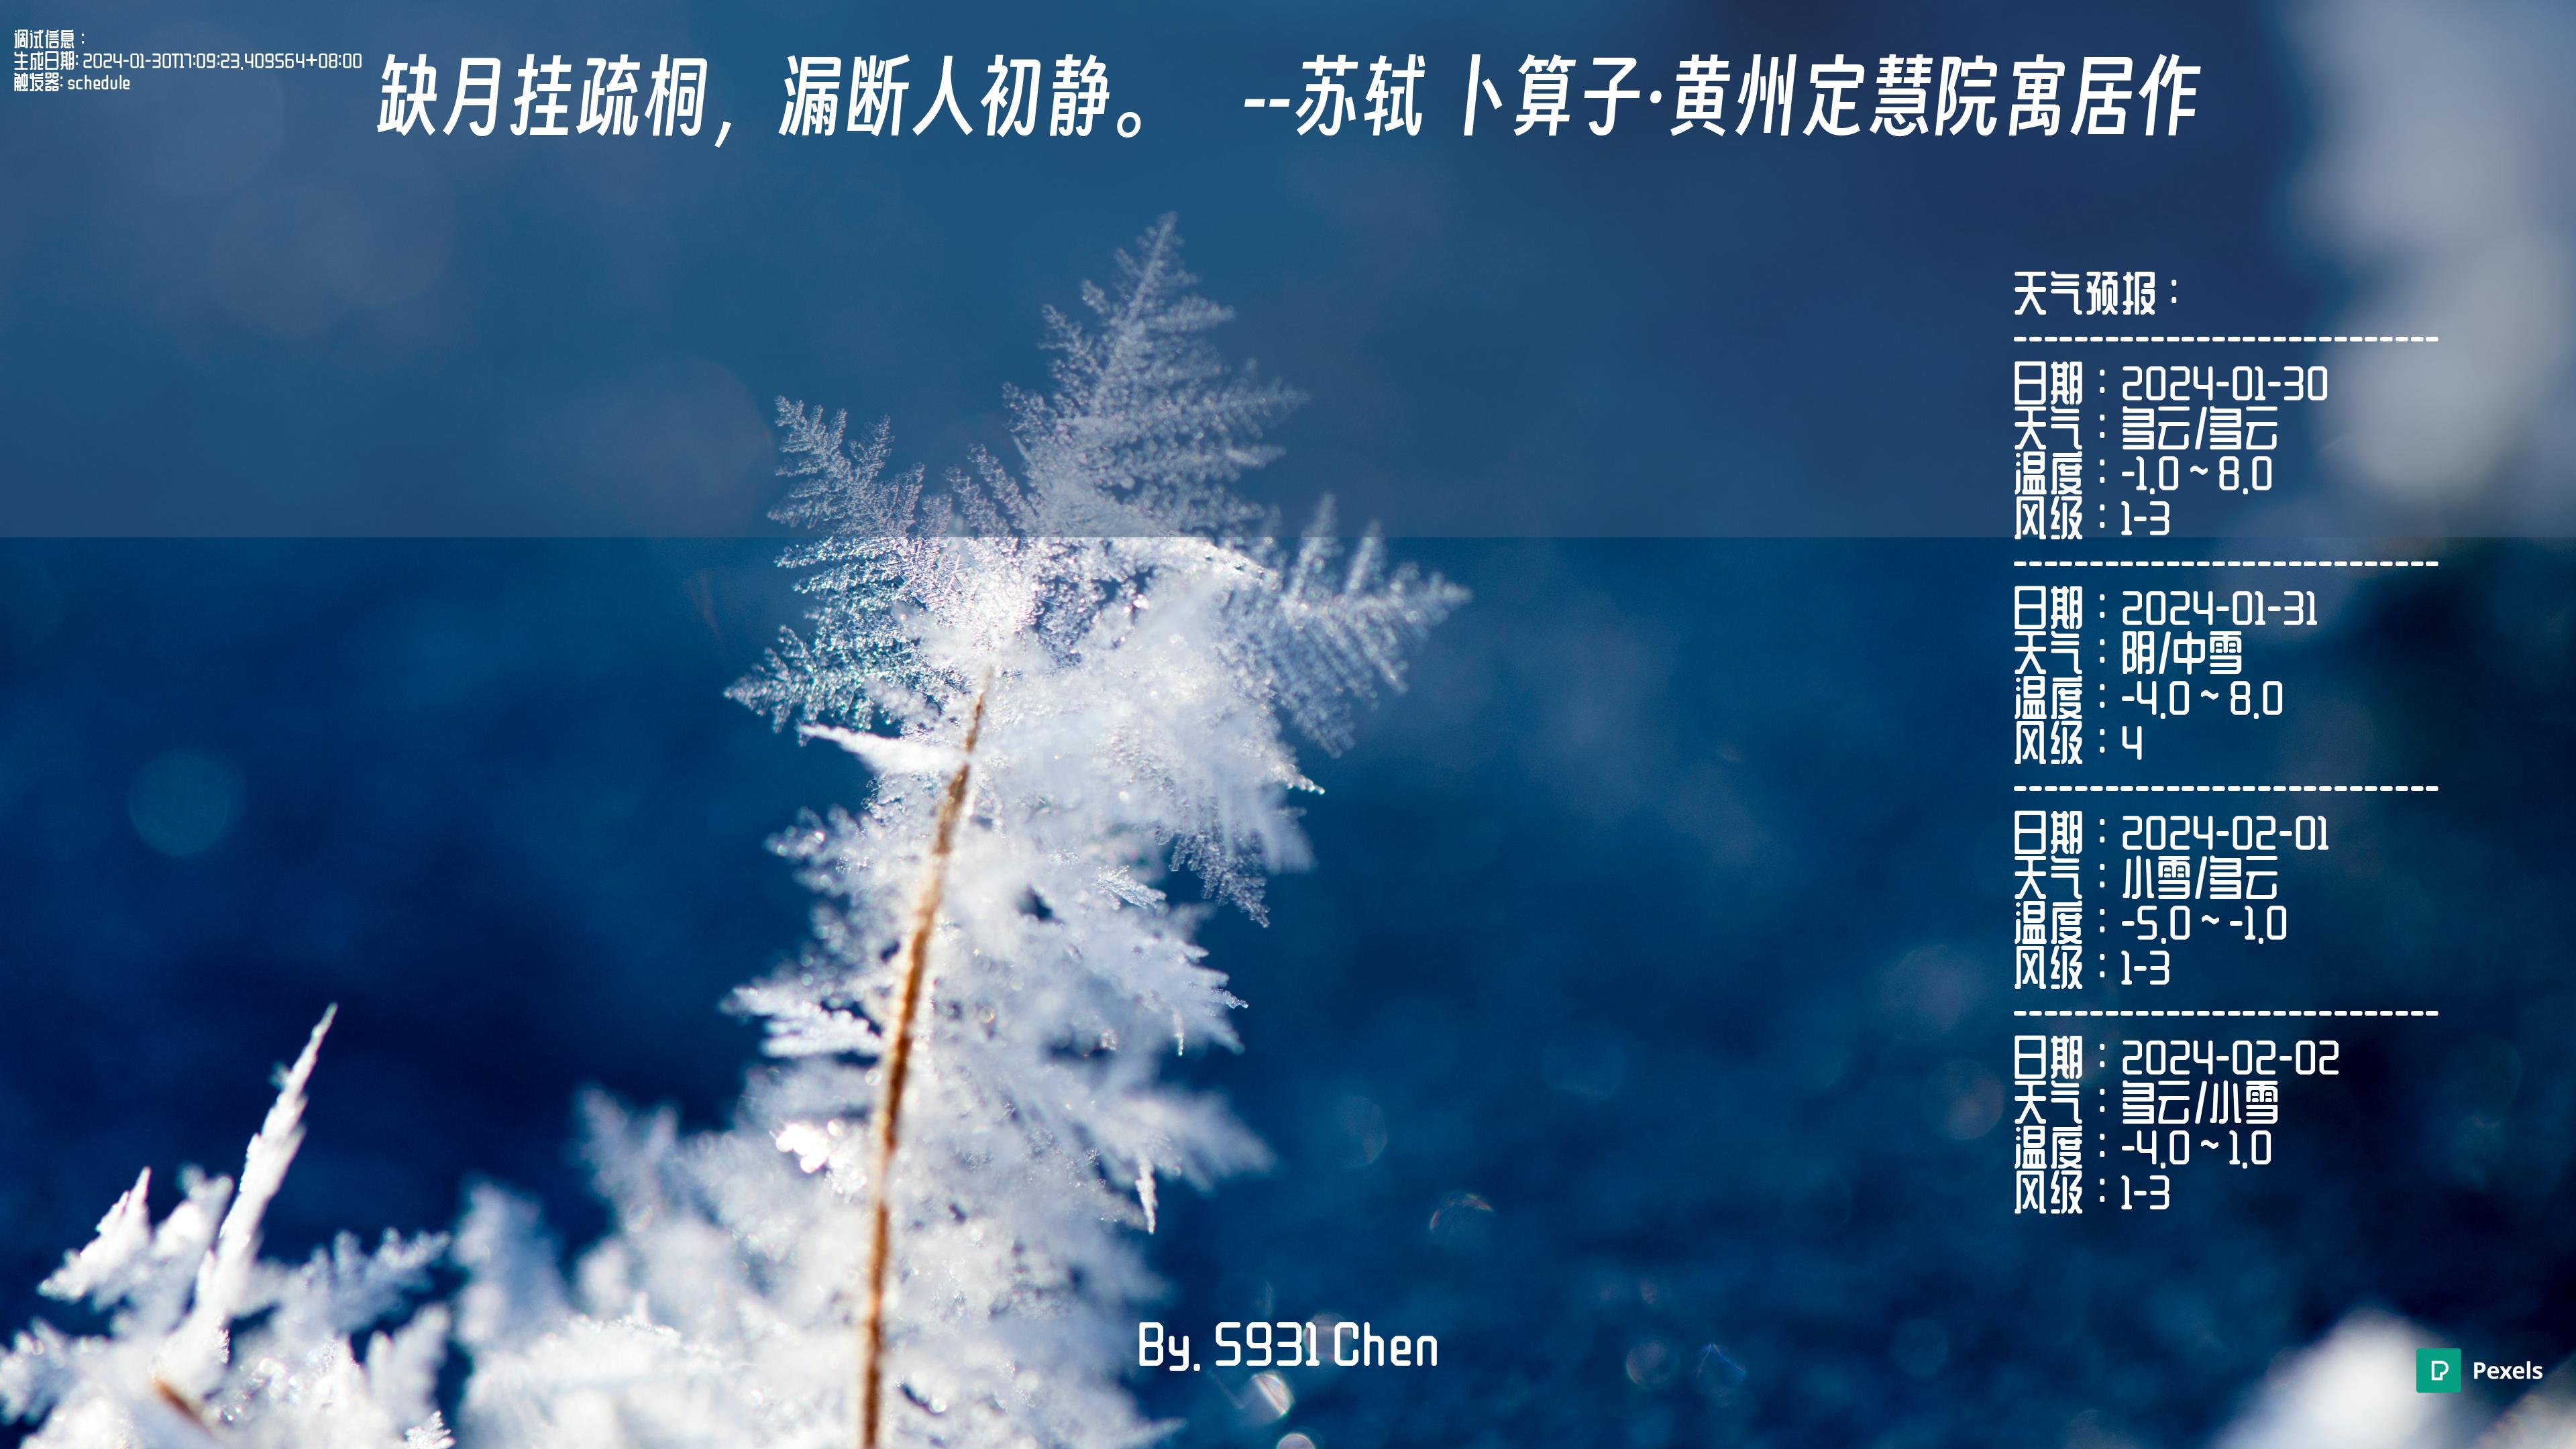 调试信息：
生成日期: 2024-01-30T17:09:23.409564+08:00
触发器: schedule
缺月挂疏桐，漏断人初静。 --苏轼 卜算子·黄州定慧院寓居作
天气预报：
----------------------------
日期：2024-01-30
天气：多云/多云
温度：-1.0 ~ 8.0
风级：1-3
----------------------------
日期：2024-01-31
天气：阴/中雪
温度：-4.0 ~ 8.0
风级：4
----------------------------
日期：2024-02-01
天气：小雪/多云
温度：-5.0 ~ -1.0
风级：1-3
----------------------------
日期：2024-02-02
天气：多云/小雪
温度：-4.0 ~ 1.0
风级：1-3
By. S931 Chen
Pexels